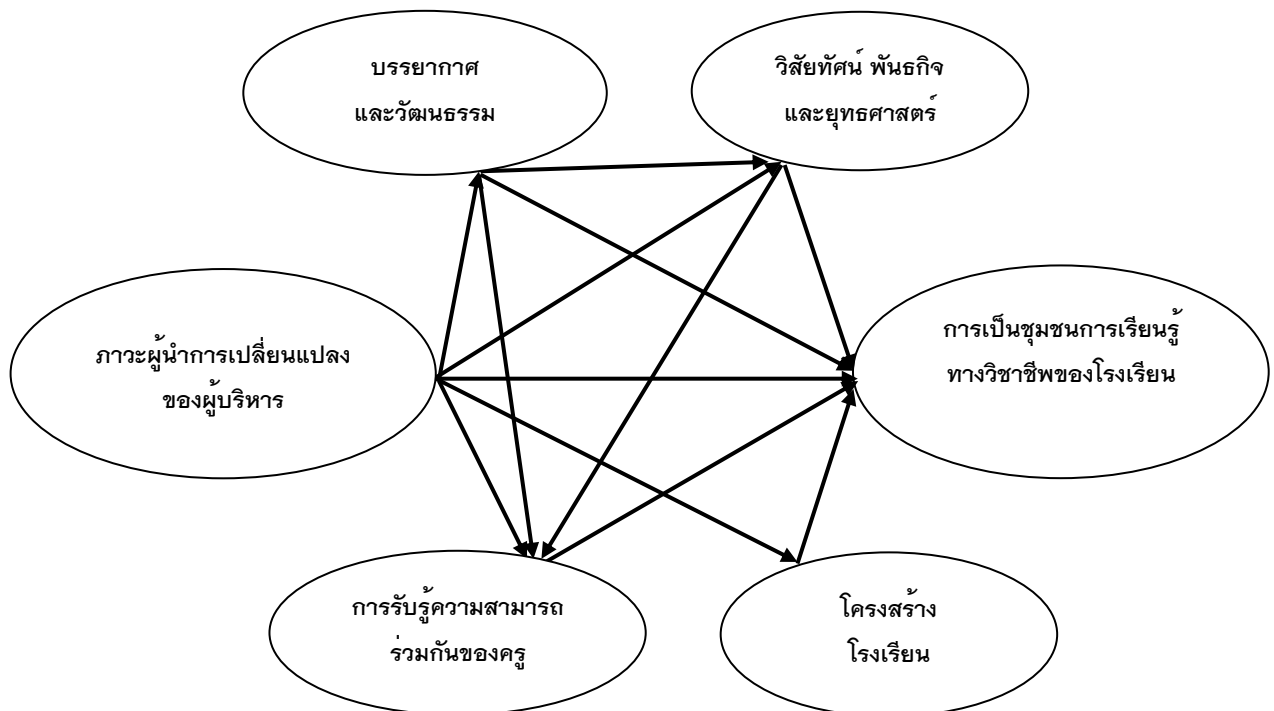 บรรยากาศ
และวัฒนธรรม
วิสัยทัศน์ พันธกิจ
และยุทธศาสตร์
ภาวะผู้นำการเปลี่ยนแปลง
ของผู้บริหาร
การเป็นชุมชนการเรียนรู้
ทางวิชาชีพของโรงเรียน
การรับรู้ความสามารถ
ร่วมกันของครู
โครงสร้าง
โรงเรียน